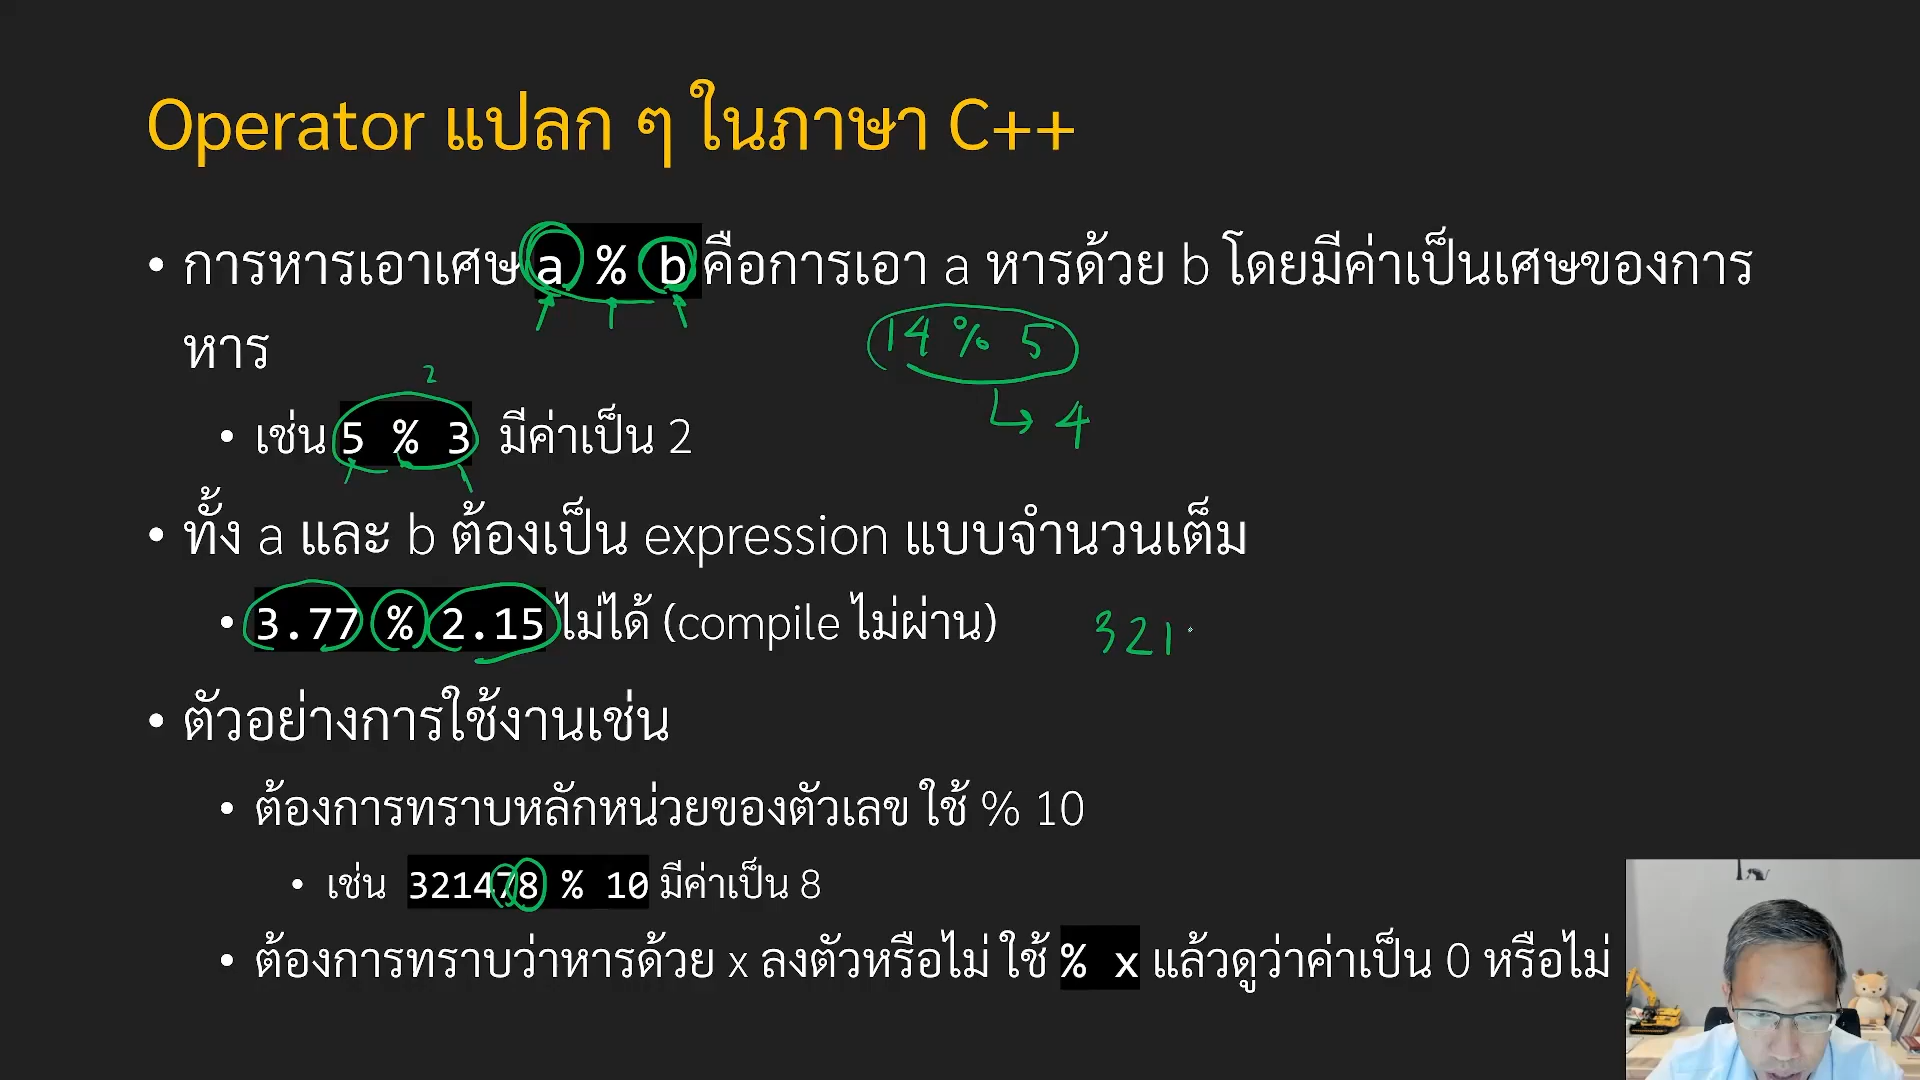 Operator แปลก ๆ ในภาษา C++
• การหารเอาเศษ a % b คือการเอา a หารด้วย b โดยมีค่าเป็นเศษของการ
หาร
14 % 5
2
4
• เช่น 5 % 3 มีค่าเป็น 2
• ทั้ง a และ b ต้องเป็น expression แบบจำนวนเต็ม
• 3.77 % 2.15 ไม่ได้ (compile ไม่ผ่าน)
321
• ตัวอย่างการใช้งานเช่น
• ต้องการทราบหลักหน่วยของตัวเลข ใช้ % 10
• เช่น 321478 % 10 มีค่าเป็น 8
• ต้องการทราบว่าหารด้วย x ลงตัวหรือไม่ ใช้ % x แล้วดูว่าค่าเป็น 0 หรือไม่